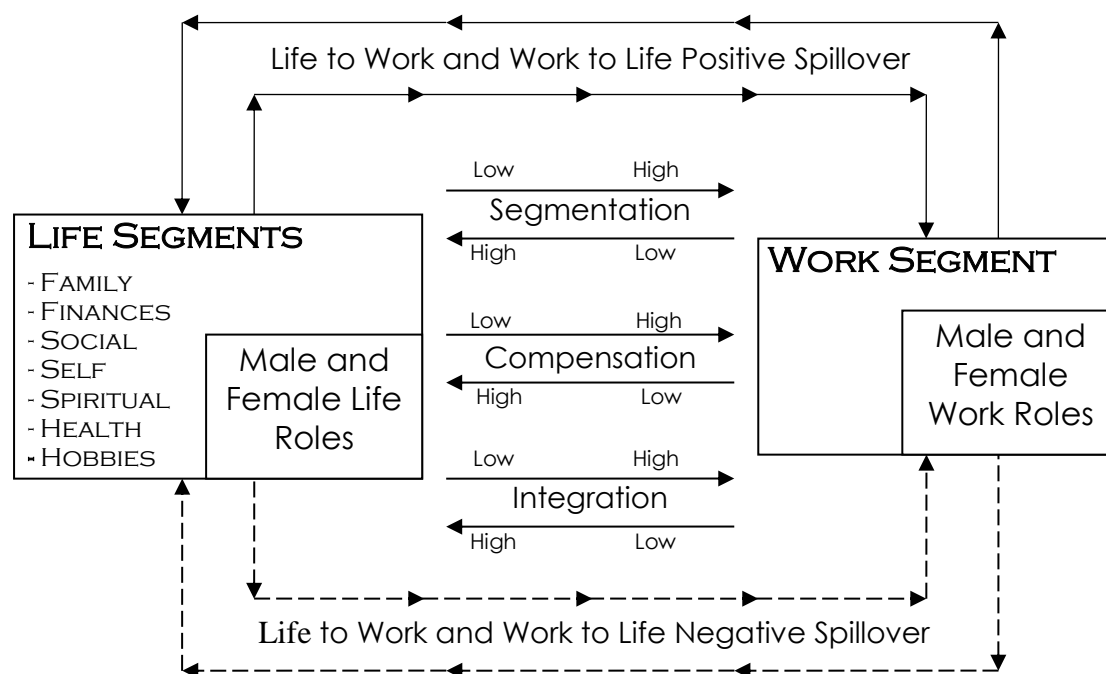 Life to Work and Work to Life Positive Spillover
Low High
Segmentation
High Low
LIFE SEGMENTS
- FAMILY
- FINANCES
- SOCIAL
- SELF
- SPIRITUAL
- HEALTH
- HOBBIES
Male and
Female Life
Roles
Low High
Compensation
High Low
Low High
Integration
High Low
WORK SEGMENT
Male and
Female
Work Roles
Life to Work and Work to Life Negative Spillover